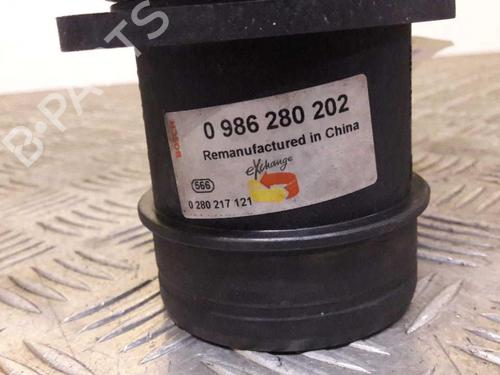 B-PARTS
BOSCH
0 986 280 202
Remanufactured in China
eXchange
566
0 280 217 121